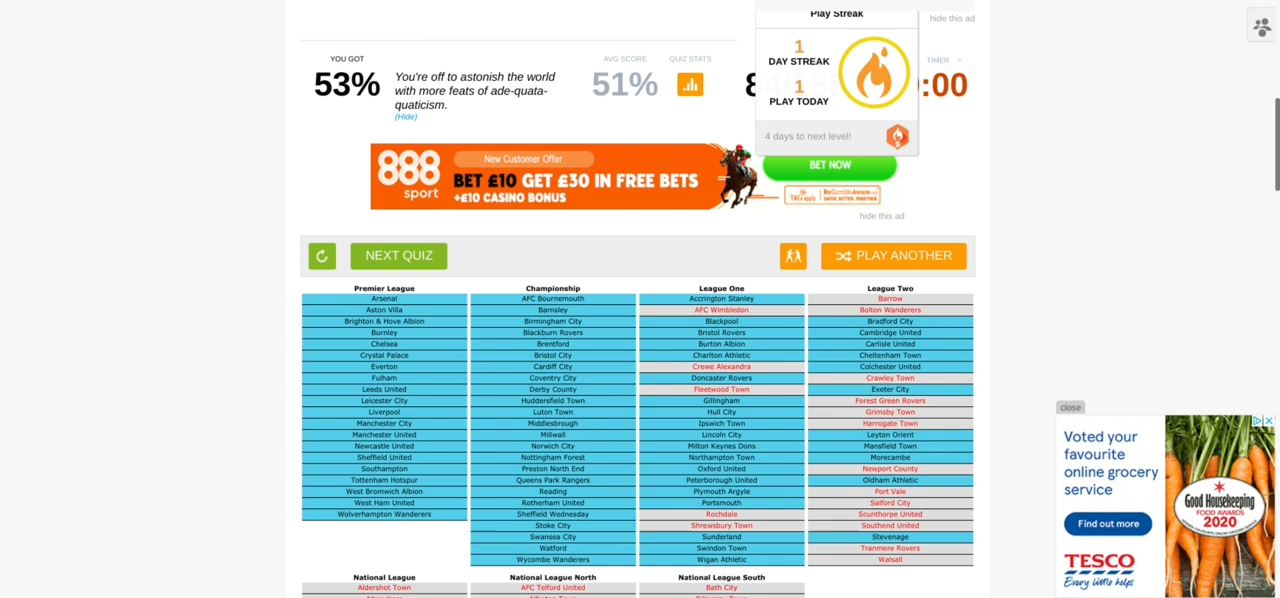 Play Streak
hide this ad
YOU GOT
53%
You're off to astonish the world
with more feats of ade-quata-
quaticism.
(Hide)
AVG SCORE
51%
QUIZ STATS
1
DAY STREAK
1
PLAY TODAY
4 days to next level!
TIMER
:00
888
sport
New Customer Offer
BET £10 GET £30 IN FREE BETS
+£10 CASINO BONUS
BET NOW
hide this ad
NEXT QUIZ
PLAY ANOTHER
Premier League
Arsenal
Aston Villa
Brighton & Hove Albion
Burnley
Chelsea
Crystal Palace
Everton
Fulham
Leeds United
Leicester City
Liverpool
Manchester City
Manchester United
Newcastle United
Sheffield United
Southampton
Tottenham Hotspur
West Bromwich Albion
West Ham United
Wolverhampton Wanderers
Championship
AFC Bournemouth
Barnsley
Birmingham City
Blackburn Rovers
Brentford
Bristol City
Cardiff City
Coventry City
Derby County
Huddersfield Town
Luton Town
Middlesbrough
Millwall
Norwich City
Nottingham Forest
Preston North End
Queens Park Rangers
Reading
Rotherham United
Sheffield Wednesday
Stoke City
Swansea City
Watford
Wycombe Wanderers
League One
Accrington Stanley
AFC Wimbledon
Blackpool
Bristol Rovers
Burton Albion
Charlton Athletic
Crewe Alexandra
Doncaster Rovers
Fleetwood Town
Gillingham
Hull City
Ipswich Town
Lincoln City
Milton Keynes Dons
Northampton Town
Oxford United
Peterborough United
Plymouth Argyle
Portsmouth
Rochdale
Shrewsbury Town
Sunderland
Swindon Town
Wigan Athletic
League Two
Barrow
Bolton Wanderers
Bradford City
Cambridge United
Carlisle United
Cheltenham Town
Colchester United
Crawley Town
Exeter City
Forest Green Rovers
Grimsby Town
Harrogate Town
Leyton Orient
Mansfield Town
Morecambe
Newport County
Oldham Athletic
Port Vale
Salford City
Scunthorpe United
Southend United
Stevenage
Tranmere Rovers
Walsall
National League
Aldershot Town
National League North
AFC Telford United
National League South
Bath City
close
Voted your
favourite
online grocery
service
Find out more
TESCO
Every little helps
Good Housekeeping
FOOD AWARDS
2020